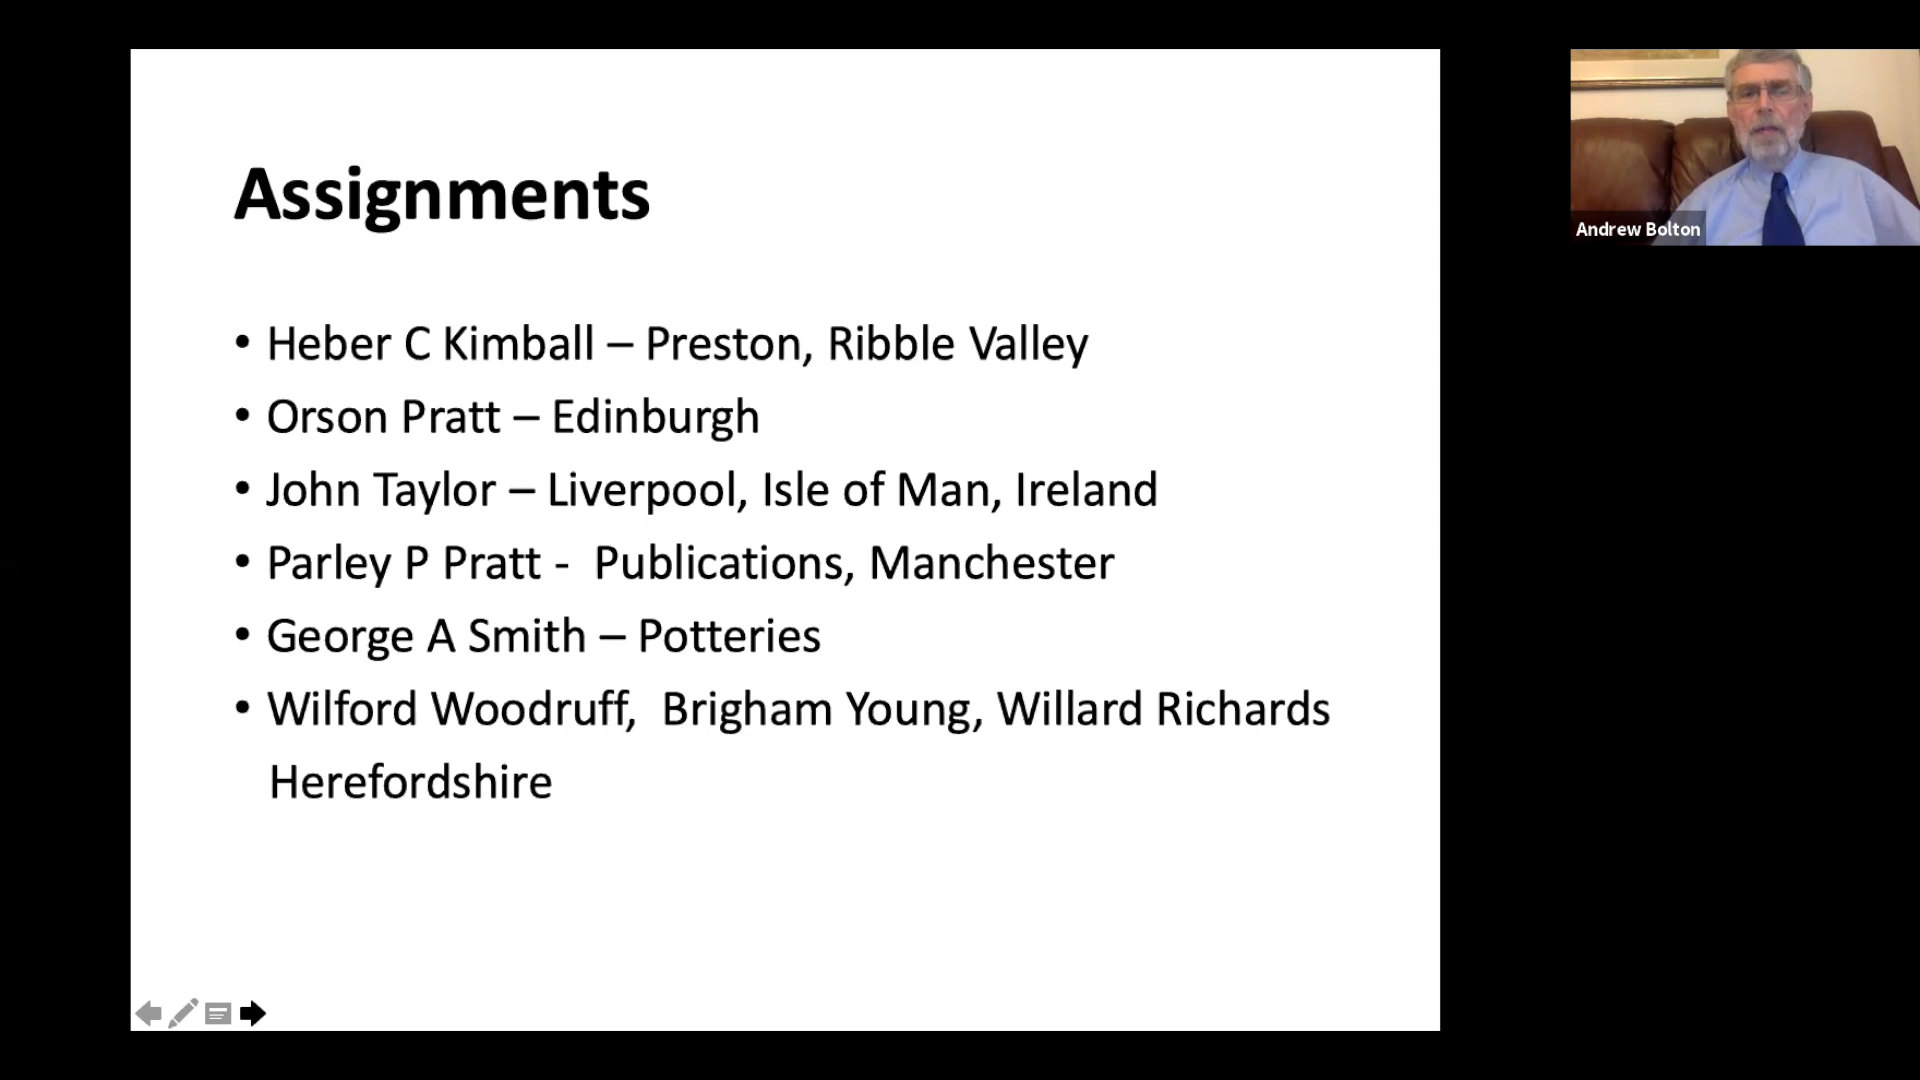 Assignments
• Heber C Kimball – Preston, Ribble Valley
• Orson Pratt – Edinburgh
• John Taylor – Liverpool, Isle of Man, Ireland
• Parley P Pratt -  Publications, Manchester
• George A Smith – Potteries
• Wilford Woodruff,  Brigham Young, Willard Richards
Herefordshire
Andrew Bolton